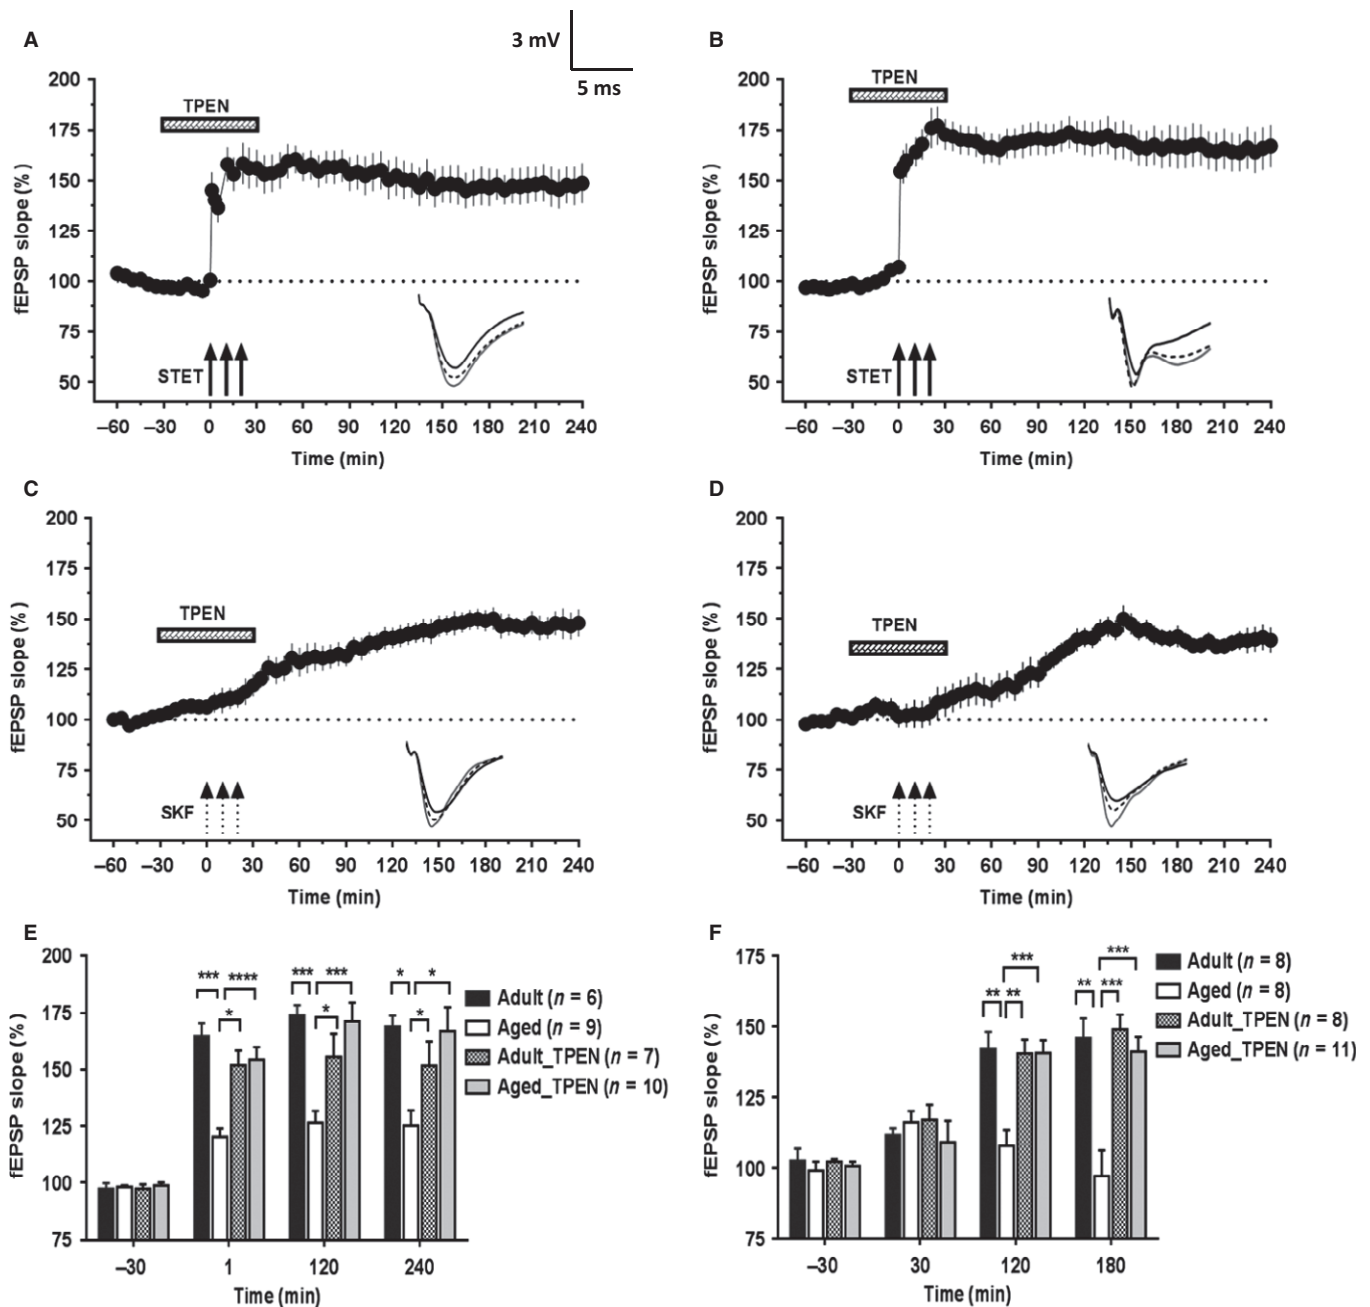 A
3 mV
5 ms
B
200
175
150
125
100
75
50
fEPSP slope (%)
TPEN
STET
–60 –30 0 30 60 90 120 150 180 210 240
Time (min)
200
175
150
125
100
75
50
fEPSP slope (%)
TPEN
STET
–60 –30 0 30 60 90 120 150 180 210 240
Time (min)
C
D
200
175
150
125
100
75
50
fEPSP slope (%)
TPEN
SKF
–60 –30 0 30 60 90 120 150 180 210 240
Time (min)
200
175
150
125
100
75
50
fEPSP slope (%)
TPEN
SKF
–60 –30 0 30 60 90 120 150 180 210 240
Time (min)
E
200
175
150
125
100
75
fEPSP slope (%)
*** ****
*
*** ***
*
* *
*
Adult (n = 6)
Aged (n = 9)
Adult_TPEN (n = 7)
Aged_TPEN (n = 10)
–30 1 120 240
Time (min)
F
175
150
125
100
75
fEPSP slope (%)
***
** **
***
** ***
Adult (n = 8)
Aged (n = 8)
Adult_TPEN (n = 8)
Aged_TPEN (n = 11)
–30 30 120 180
Time (min)